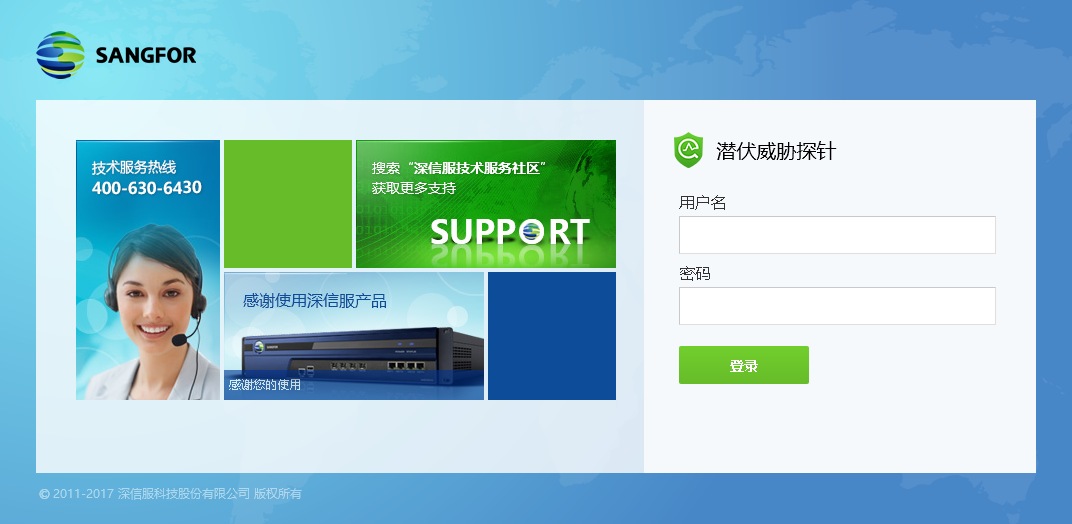 SANGFOR
技术服务热线
400-630-6430
搜索“深信服技术服务社区”
获取更多支持
SUPPORT
感谢使用深信服产品
SANGFOR
感谢您的使用
潜伏威胁探针
用户名
密码
登录
© 2011-2017 深信服科技股份有限公司 版权所有